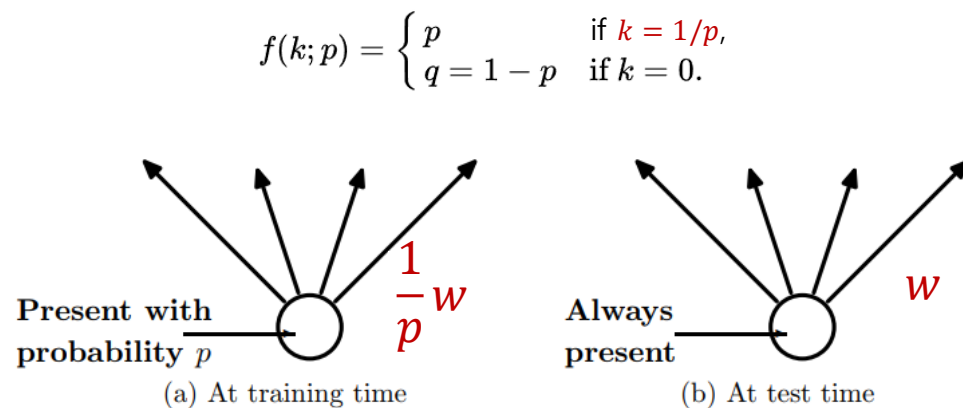 f(k; p) = { p if k = 1/p,
q = 1 − p if k = 0.
Present with
probability p
1/p w
(a) At training time
Always
present
w
(b) At test time